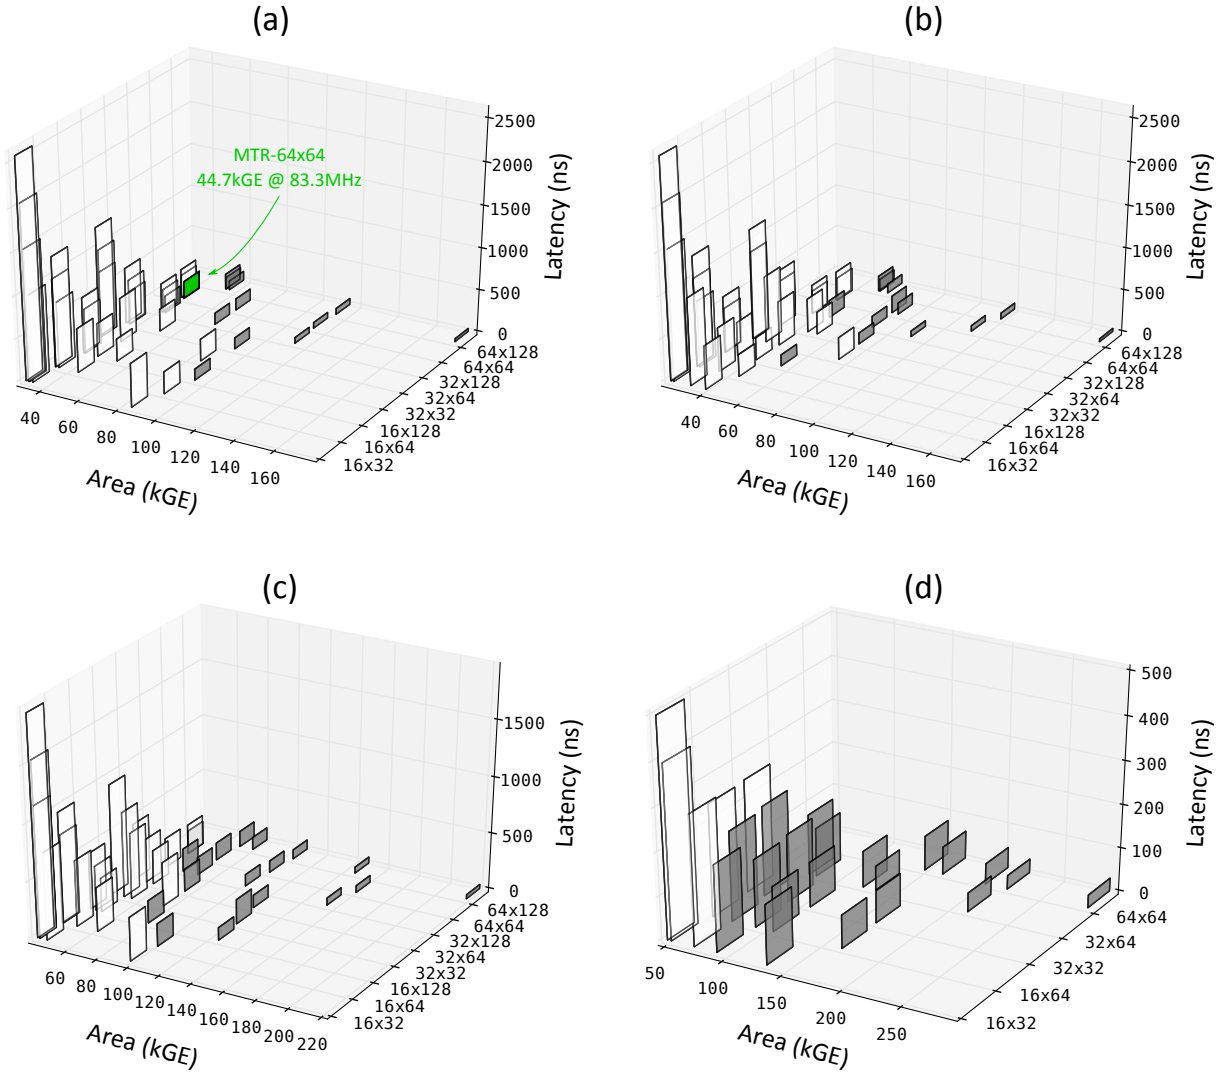 (a)
MTR-64x64
44.7kGE @ 83.3MHz
2500
2000
1500
1000
500
0
Latency (ns)
64x128
64x64
32x128
32x64
32x32
16x128
16x64
16x32
40
60
80
100
120
140
160
Area (kGE)
(b)
2500
2000
1500
1000
500
0
Latency (ns)
64x128
64x64
32x128
32x64
32x32
16x128
16x64
16x32
40
60
80
100
120
140
160
Area (kGE)
(c)
1500
1000
500
0
Latency (ns)
64x128
64x64
32x128
32x64
32x32
16x128
16x64
16x32
60
80
100
120
140
160
180
200
220
Area (kGE)
(d)
500
400
300
200
100
0
Latency (ns)
64x64
32x64
32x32
16x64
16x32
50
100
150
200
250
Area (kGE)